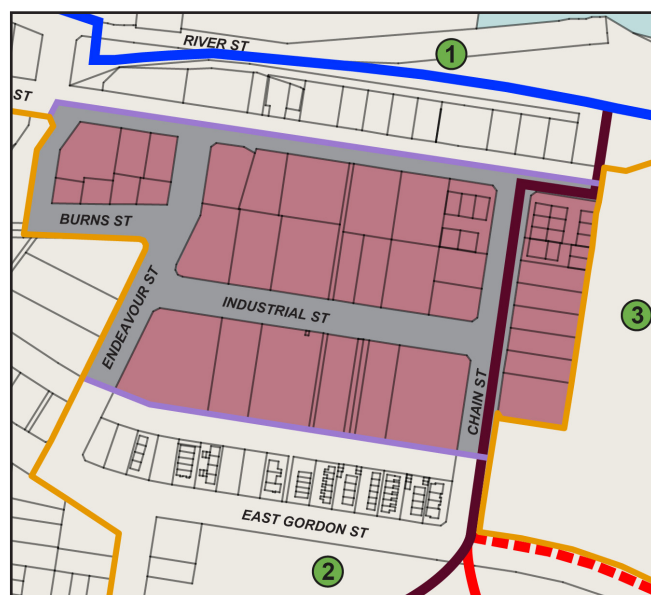 RIVER ST
1
ST
BURNS ST
ENDEAVOUR ST
INDUSTRIAL ST
3
CHAIN ST
EAST GORDON ST
2